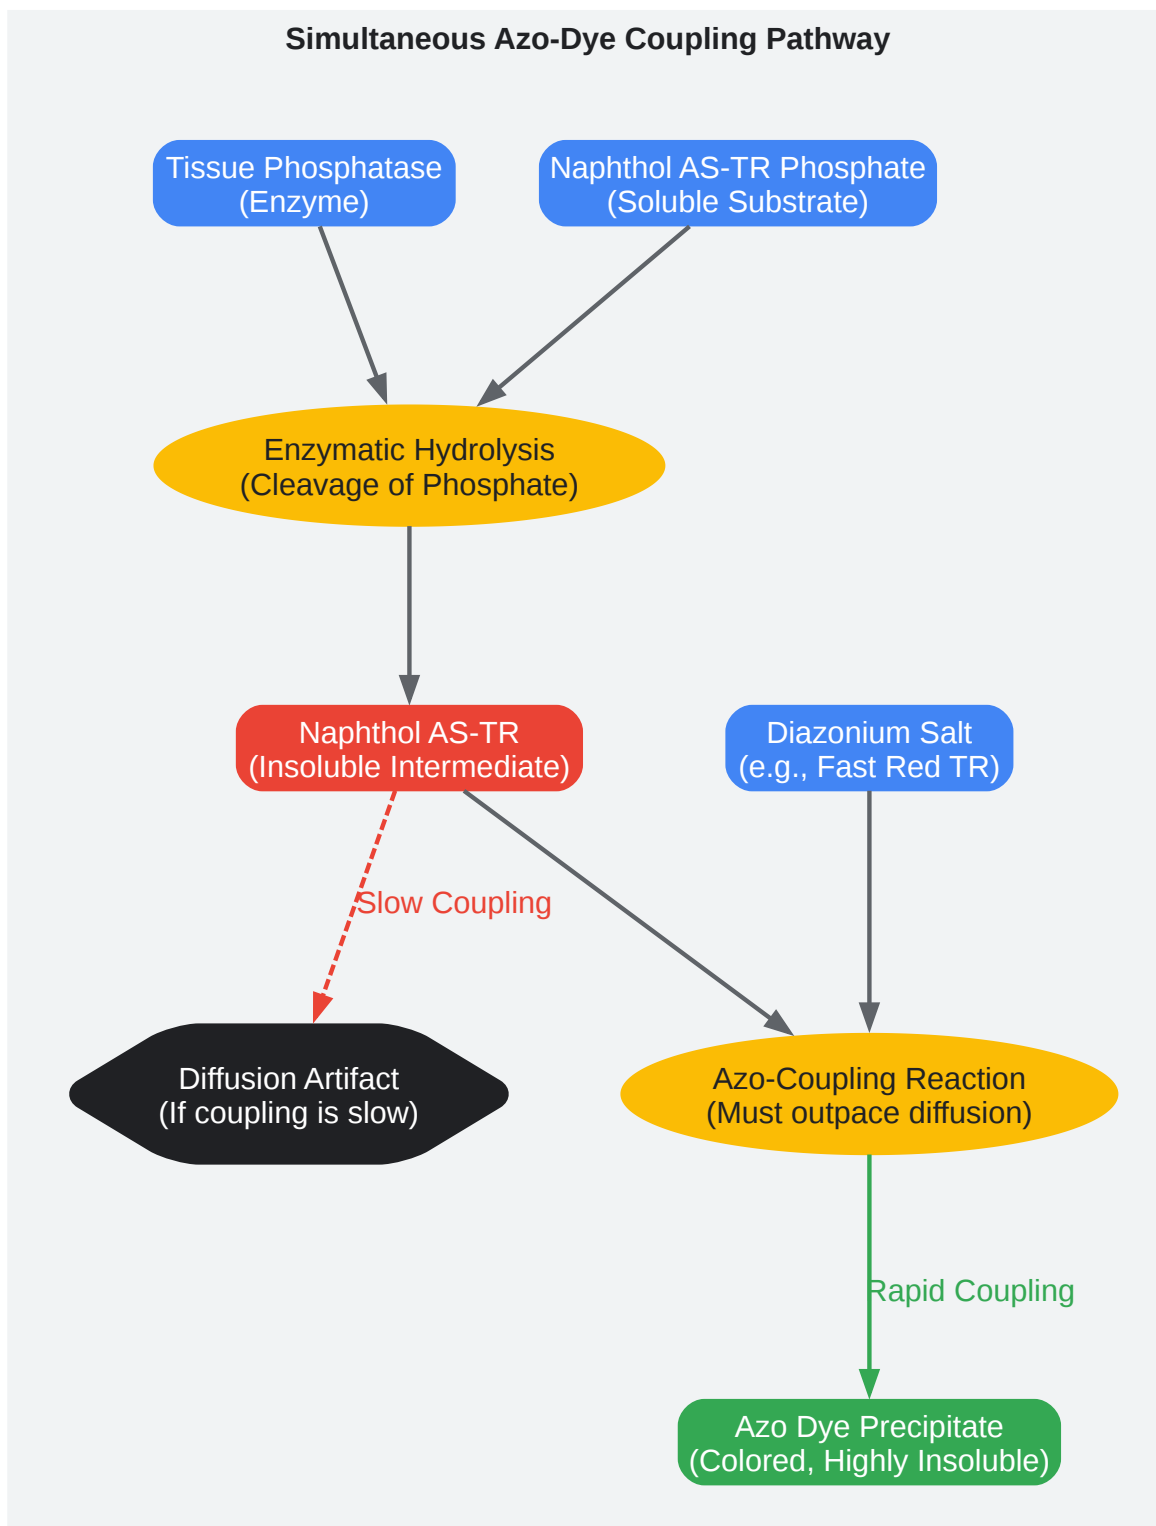 Simultaneous Azo-Dye Coupling Pathway
Tissue Phosphatase
(Enzyme)
Naphthol AS-TR Phosphate
(Soluble Substrate)
Enzymatic Hydrolysis
(Cleavage of Phosphate)
Naphthol AS-TR
(Insoluble Intermediate)
Diazonium Salt
(e.g., Fast Red TR)
Slow Coupling
Diffusion Artifact
(If coupling is slow)
Azo-Coupling Reaction
(Must outpace diffusion)
Rapid Coupling
Azo Dye Precipitate
(Colored, Highly Insoluble)